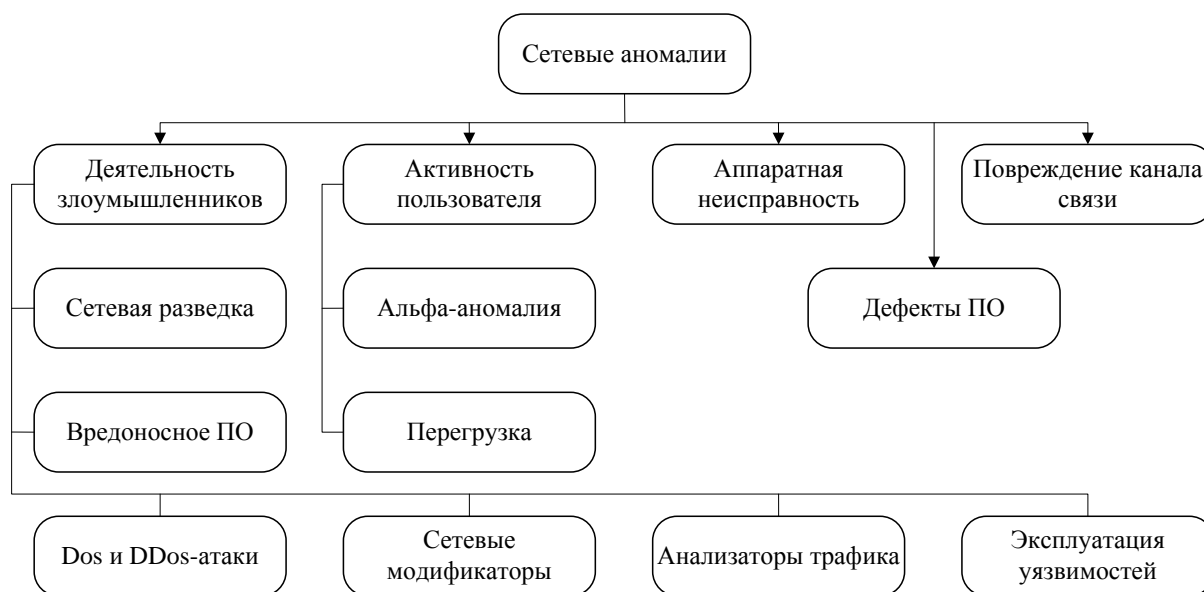 Сетевые аномалии
Деятельность
злоумышленников
Активность
пользователя
Аппаратная
неисправность
Повреждение канала
связи
Сетевая разведка
Альфа-аномалия
Дефекты ПО
Вредоносное ПО
Перегрузка
Dos и DDos-атаки
Сетевые
модификаторы
Анализаторы трафика
Эксплуатация
уязвимостей